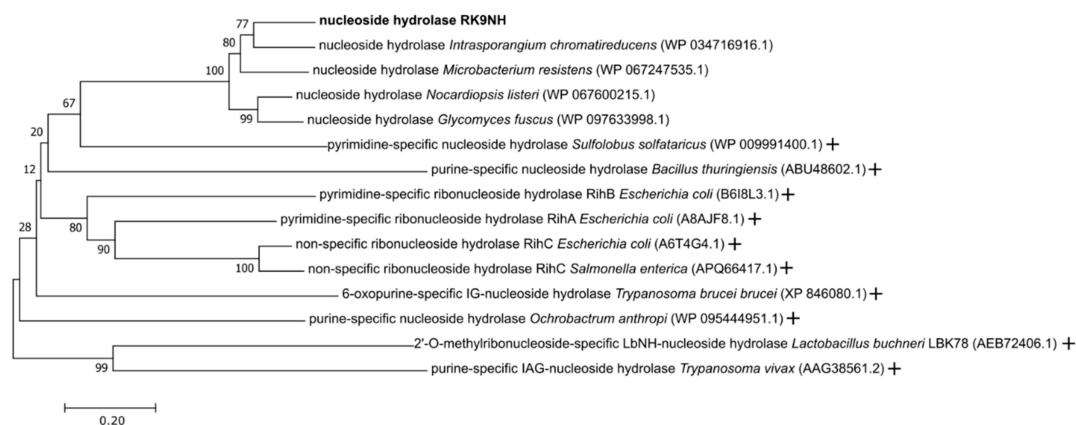 77
nucleoside hydrolase RK9NH
80
nucleoside hydrolase Intrasporangium chromatireducens (WP 034716916.1)
100
nucleoside hydrolase Microbacterium resistens (WP 067247535.1)
67
nucleoside hydrolase Nocardiopsis listeri (WP 067600215.1)
99
nucleoside hydrolase Glycomyces fuscus (WP 097633998.1)
20
pyrimidine-specific nucleoside hydrolase Sulfolobus solfataricus (WP 009991400.1) +
12
purine-specific nucleoside hydrolase Bacillus thuringiensis (ABU48602.1) +
pyrimidine-specific ribonucleoside hydrolase RihB Escherichia coli (B6I8L3.1) +
80
pyrimidine-specific ribonucleoside hydrolase RihA Escherichia coli (A8AJF8.1) +
28
90
non-specific ribonucleoside hydrolase RihC Escherichia coli (A6T4G4.1) +
100
non-specific ribonucleoside hydrolase RihC Salmonella enterica (APQ66417.1) +
6-oxopurine-specific IG-nucleoside hydrolase Trypanosoma brucei brucei (XP 846080.1) +
purine-specific nucleoside hydrolase Ochrobactrum anthropi (WP 095444951.1) +
2'-O-methylribonucleoside-specific LbNH-nucleoside hydrolase Lactobacillus buchneri LBK78 (AEB72406.1) +
99
purine-specific IAG-nucleoside hydrolase Trypanosoma vivax (AAG38561.2) +
0.20